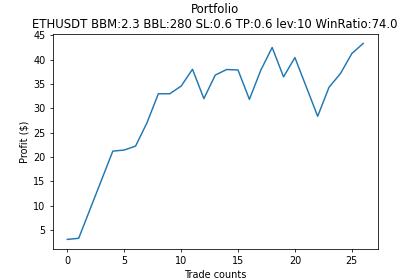 Portfolio
ETHUSDT BBM:2.3 BBL:280 SL:0.6 TP:0.6 lev:10 WinRatio:74.0
45
40
35
30
25
20
15
10
5
Profit ($)
0 5 10 15 20 25
Trade counts